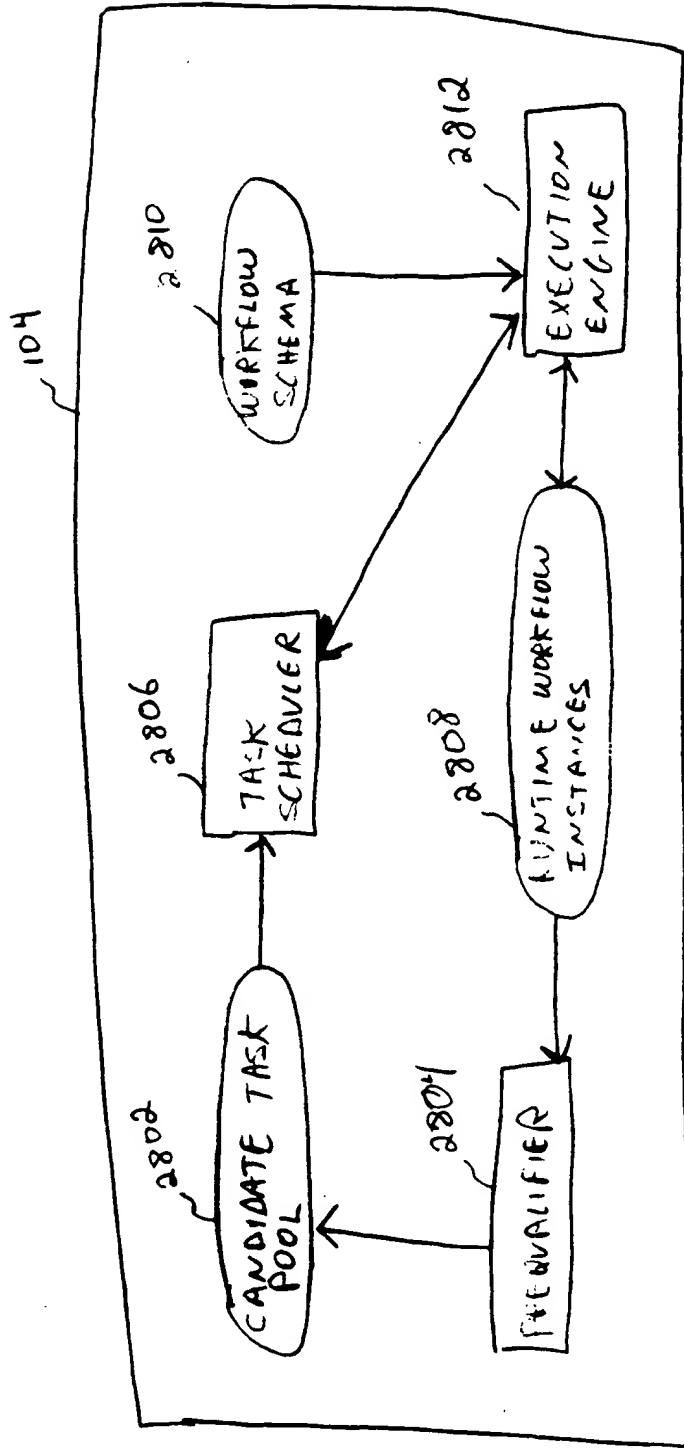 104
2802
CANDIDATE TASK
POOL
2806
TASK
SCHEDULER
2810
WORKFLOW
SCHEMA
2804
PREQUALIFIER
2808
RUNTIME WORKFLOW
INSTANCES
2812
EXECUTION
ENGINE